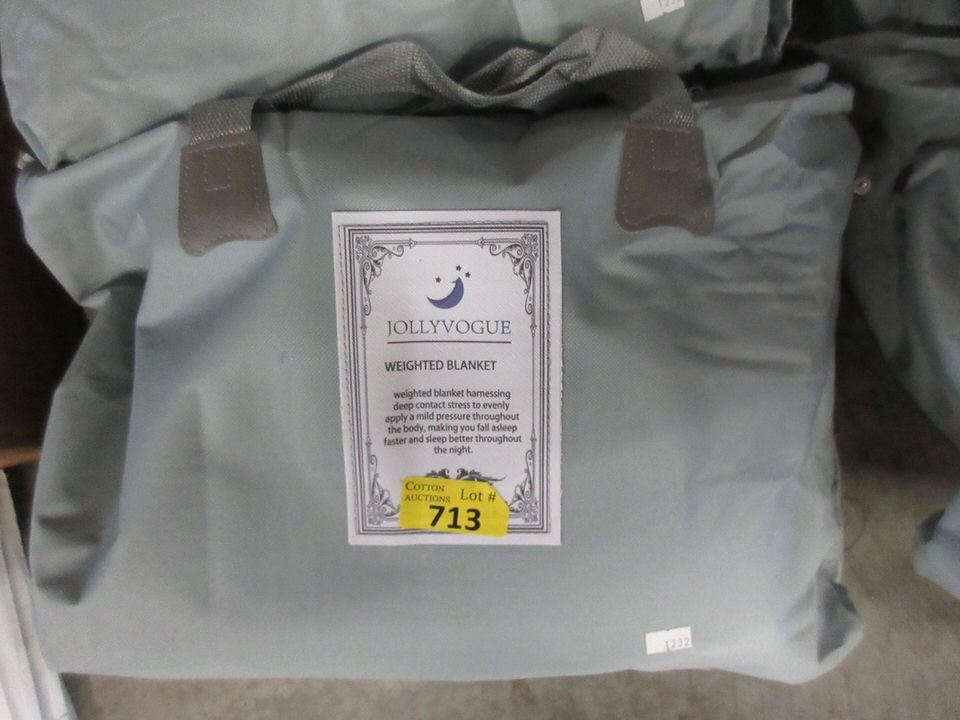 JOLLYVOGUE
WEIGHTED BLANKET
weighted blanket harnessing
deep contact stress to evenly
apply a mild pressure throughout
the body, making you fall asleep
faster and sleep better throughout
the night.
COTTON
AUCTIONS Lot #
713
1232